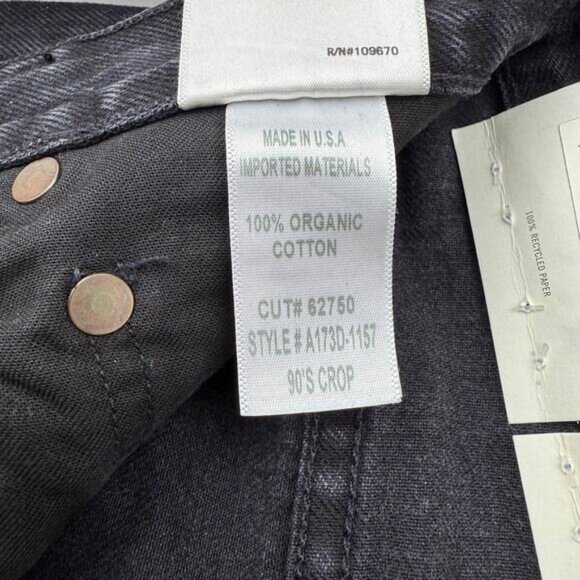 R/N#109670
MADE IN U.S.A
IMPORTED MATERIALS
100% ORGANIC
COTTON
CUT# 62750
STYLE # A173D-1157
90'S CROP
100% RECYCLED PAPER